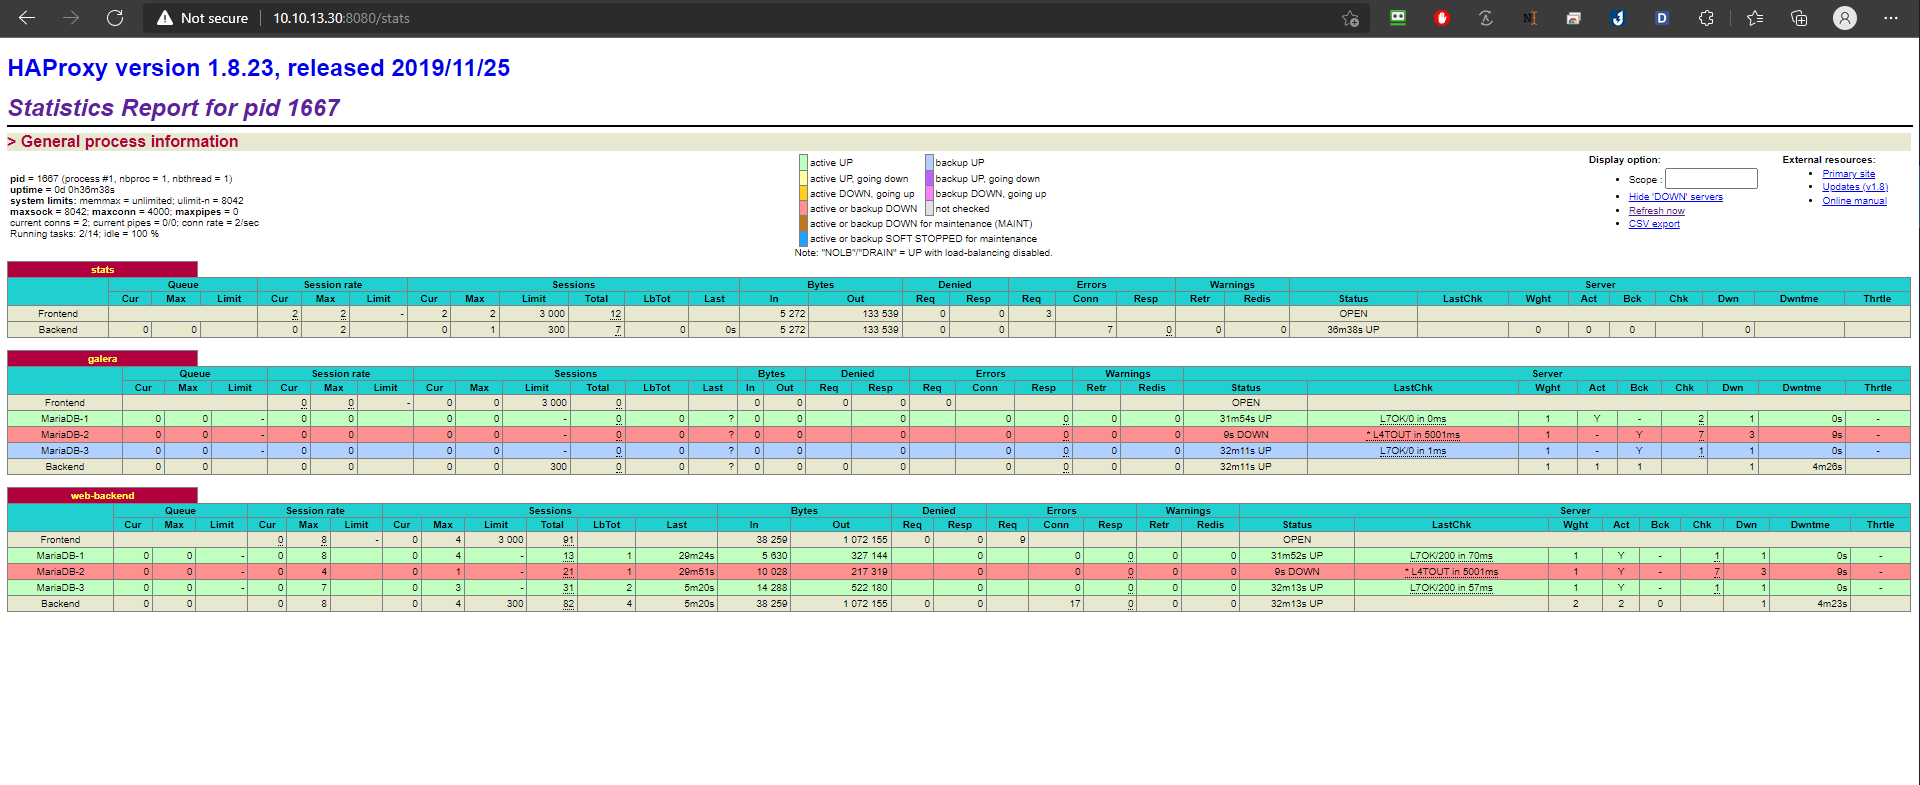 Not secure | 10.10.13.30:8080/stats
HAProxy version 1.8.23, released 2019/11/25
Statistics Report for pid 1667
> General process information
pid = 1667 (process #1, nbproc = 1, nbthread = 1)
uptime = 0d 0h36m38s
system limits: memmax = unlimited; ulimit-n = 8042
maxsock = 8042; maxconn = 4000; maxpipes = 0
current conns = 2; current pipes = 0/0; conn rate = 2/sec
Running tasks: 2/14; idle = 100 %
active UP backup UP
active UP, going down backup UP, going down
active DOWN, going up backup DOWN, going up
active or backup DOWN not checked
active or backup DOWN for maintenance (MAINT)
active or backup SOFT STOPPED for maintenance
Note: "NOLB"/"DRAIN" = UP with load-balancing disabled.
Display option:
Scope :
Hide 'DOWN' servers
Refresh now
CSV export
External resources:
Primary site
Updates (v1.8)
Online manual
stats
Queue Session rate Sessions Bytes Denied Errors Warnings Server
Cur Max Limit Cur Max Limit Cur Max Limit Total LbTot Last In Out Req Resp Req Conn Resp Retr Redis Status LastChk Wght Act Bck Chk Dwn Dwntme Thrtle
Frontend 2 2 - 2 2 3 000 12 5 272 133 539 0 0 3 OPEN
Backend 0 0 0 2 0 1 300 7 0 0s 5 272 133 539 0 0 7 0 0 0 36m38s UP 0 0 0 0
galera
Queue Session rate Sessions Bytes Denied Errors Warnings Server
Cur Max Limit Cur Max Limit Cur Max Limit Total LbTot Last In Out Req Resp Req Conn Resp Retr Redis Status LastChk Wght Act Bck Chk Dwn Dwntme Thrtle
Frontend 0 0 - 0 0 3 000 0 0 0 0 0 0 OPEN
MariaDB-1 0 0 - 0 0 0 0 - 0 0 ? 0 0 0 0 0 0 0 31m54s UP L7OK/0 in 0ms 1 Y - 2 1 0s -
MariaDB-2 0 0 - 0 0 0 0 - 0 0 ? 0 0 0 0 0 0 0 9s DOWN * L4TOUT in 5001ms 1 - Y 7 3 9s -
MariaDB-3 0 0 - 0 0 0 0 - 0 0 ? 0 0 0 0 0 0 0 32m11s UP L7OK/0 in 1ms 1 - Y 1 1 0s -
Backend 0 0 0 0 0 0 300 0 0 ? 0 0 0 0 0 0 0 0 32m11s UP 1 1 1 1 4m26s
web-backend
Queue Session rate Sessions Bytes Denied Errors Warnings Server
Cur Max Limit Cur Max Limit Cur Max Limit Total LbTot Last In Out Req Resp Req Conn Resp Retr Redis Status LastChk Wght Act Bck Chk Dwn Dwntme Thrtle
Frontend 0 8 - 0 4 3 000 91 38 259 1 072 155 0 0 9 OPEN
MariaDB-1 0 0 - 0 8 0 4 - 13 1 29m24s 5 630 327 144 0 0 0 0 0 31m52s UP L7OK/200 in 70ms 1 Y - 1 1 0s -
MariaDB-2 0 0 - 0 4 0 1 - 21 1 29m51s 10 028 217 319 0 0 0 0 0 9s DOWN * L4TOUT in 5001ms 1 Y - 7 3 9s -
MariaDB-3 0 0 - 0 7 0 3 - 31 2 5m20s 14 288 522 180 0 0 0 0 0 32m13s UP L7OK/200 in 57ms 1 Y - 1 1 0s -
Backend 0 0 0 8 0 4 300 82 4 5m20s 38 259 1 072 155 0 0 17 0 0 0 32m13s UP 2 2 0 1 4m23s